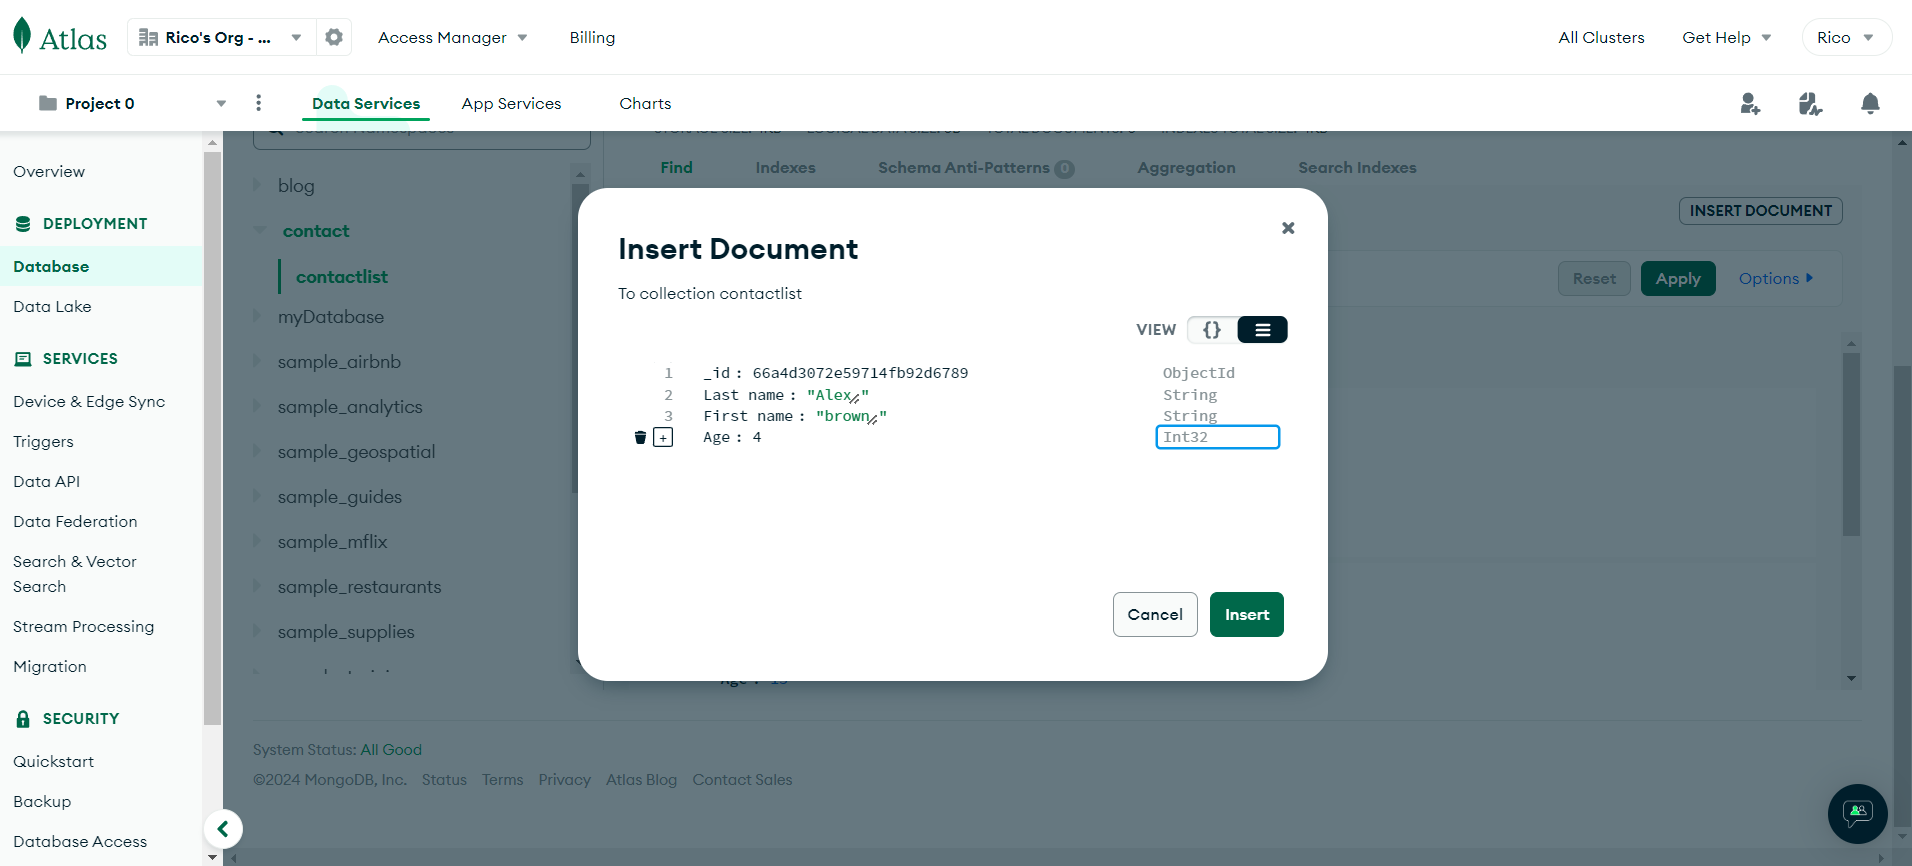 Atlas
Rico's Org - ...
Access Manager
Billing
All Clusters
Get Help
Rico
Project 0
Data Services
App Services
Charts
Overview
DEPLOYMENT
Database
Data Lake
SERVICES
Device & Edge Sync
Triggers
Data API
Data Federation
Search & Vector
Search
Stream Processing
Migration
SECURITY
Quickstart
Backup
Database Access
blog
contact
contactlist
myDatabase
sample_airbnb
sample_analytics
sample_geospatial
sample_guides
sample_mflix
sample_restaurants
sample_supplies
Find
Indexes
Schema Anti-Patterns 0
Aggregation
Search Indexes
INSERT DOCUMENT
Reset
Apply
Options
Insert Document
To collection contactlist
VIEW {}
1 _id : 66a4d3072e59714fb92d6789 ObjectId
2 Last name : "Alex" String
3 First name : "brown" String
+ Age : 4 Int32
Cancel
Insert
System Status: All Good
©2024 MongoDB, Inc. Status Terms Privacy Atlas Blog Contact Sales